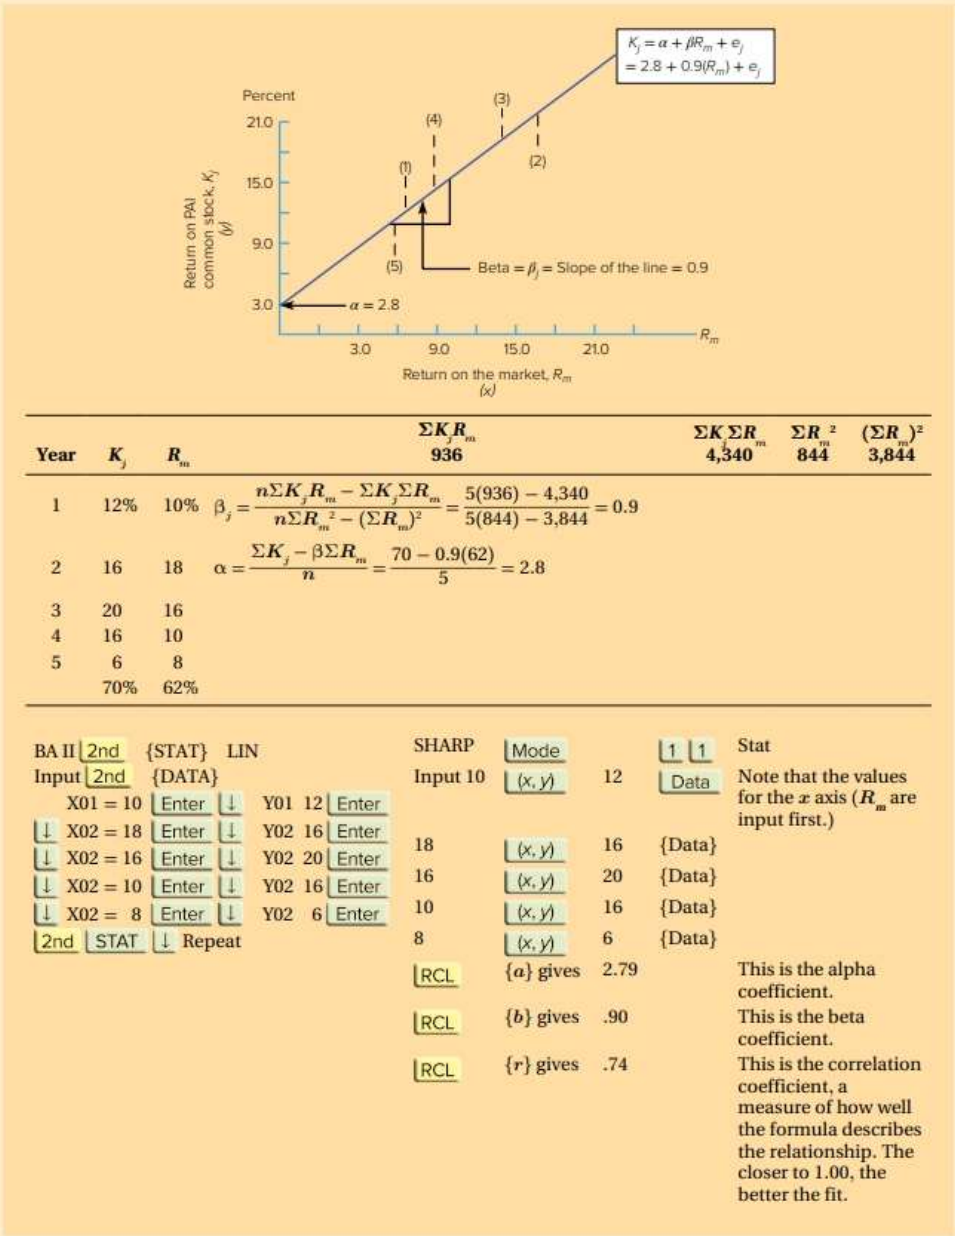 K_j = α + βR_m + e_j
= 2.8 + 0.9(R_m) + e_j
Percent
21.0
15.0
9.0
3.0
Return on PAI
common stock, K_j
(y)
(1)
(4)
(3)
(2)
(5)
Beta = β_j = Slope of the line = 0.9
α = 2.8
R_m
3.0 9.0 15.0 21.0
Return on the market, R_m
(x)
ΣK_jR_m ΣK_jΣR_m ΣR_m² (ΣR_m)²
Year K_j R_m 936 4,340 844 3,844
1 12% 10% β_j = (nΣK_jR_m − ΣK_jΣR_m) / (nΣR_m² − (ΣR_m)²) = (5(936) − 4,340) / (5(844) − 3,844) = 0.9
2 16 18 α = (ΣK_j − βΣR_m) / n = (70 − 0.9(62)) / 5 = 2.8
3 20 16
4 16 10
5 6 8
70% 62%
BA II 2nd {STAT} LIN
Input 2nd {DATA}
X01 = 10 Enter ↓ Y01 12 Enter
↓ X02 = 18 Enter ↓ Y02 16 Enter
↓ X02 = 16 Enter ↓ Y02 20 Enter
↓ X02 = 10 Enter ↓ Y02 16 Enter
↓ X02 = 8 Enter ↓ Y02 6 Enter
2nd STAT ↓ Repeat
SHARP Mode 1 1 Stat
Input 10 (x, y) 12 Data Note that the values
for the x axis (R_m are
input first.)
18 (x, y) 16 {Data}
16 (x, y) 20 {Data}
10 (x, y) 16 {Data}
8 (x, y) 6 {Data}
RCL {a} gives 2.79 This is the alpha
coefficient.
RCL {b} gives .90 This is the beta
coefficient.
RCL {r} gives .74 This is the correlation
coefficient, a
measure of how well
the formula describes
the relationship. The
closer to 1.00, the
better the fit.